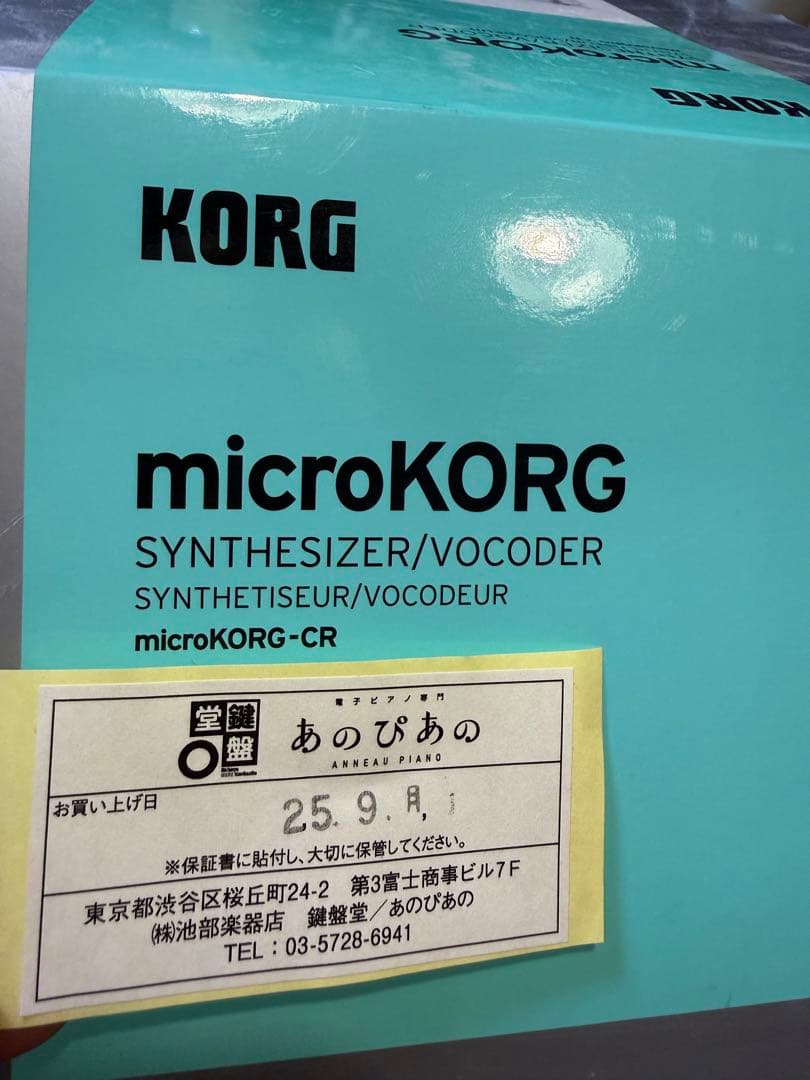 microKORG
KORG
KORG
microKORG
SYNTHESIZER/VOCODER
SYNTHETISEUR/VOCODEUR
microKORG-CR
鍵盤堂
電子ピアノ専門
あのぴあの
ANNEAU PIANO
お買い上げ日
25. 9.
※保証書に貼付し、大切に保管してください。
東京都渋谷区桜丘町24-2 第3富士商事ビル7F
㈱池部楽器店 鍵盤堂/あのぴあの
TEL:03-5728-6941